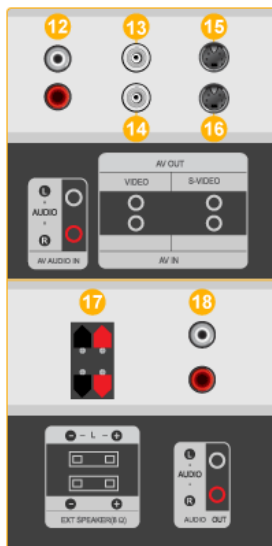 12 13 15
14 16
AV OUT
VIDEO S-VIDEO
L
AUDIO
R
AV AUDIO IN
AV IN
17 18
- L +
- +
EXT SPEAKER(8 Ω)
L
AUDIO
R
AUDIO OUT